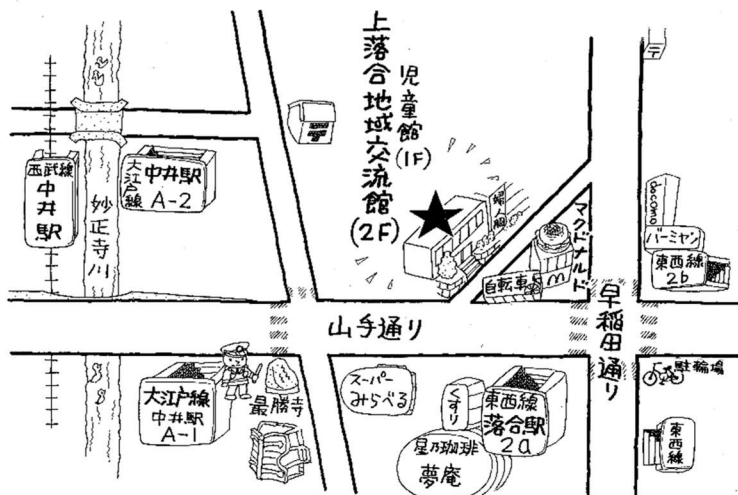 上落合地域交流館
(2F)
児童館
(1F)
〒
西武線
中井駅
妙正寺川
大江戸線
中井駅
A-2
マクドナルド
自転車
docomo
バーミヤン
東西線
2b
山手通り
早稲田通り
大江戸線
中井駅
A-1
最勝寺
スーパー
みらべる
くすり
東西線
落合駅
2a
星乃珈琲
夢庵
駐輪場
東西線